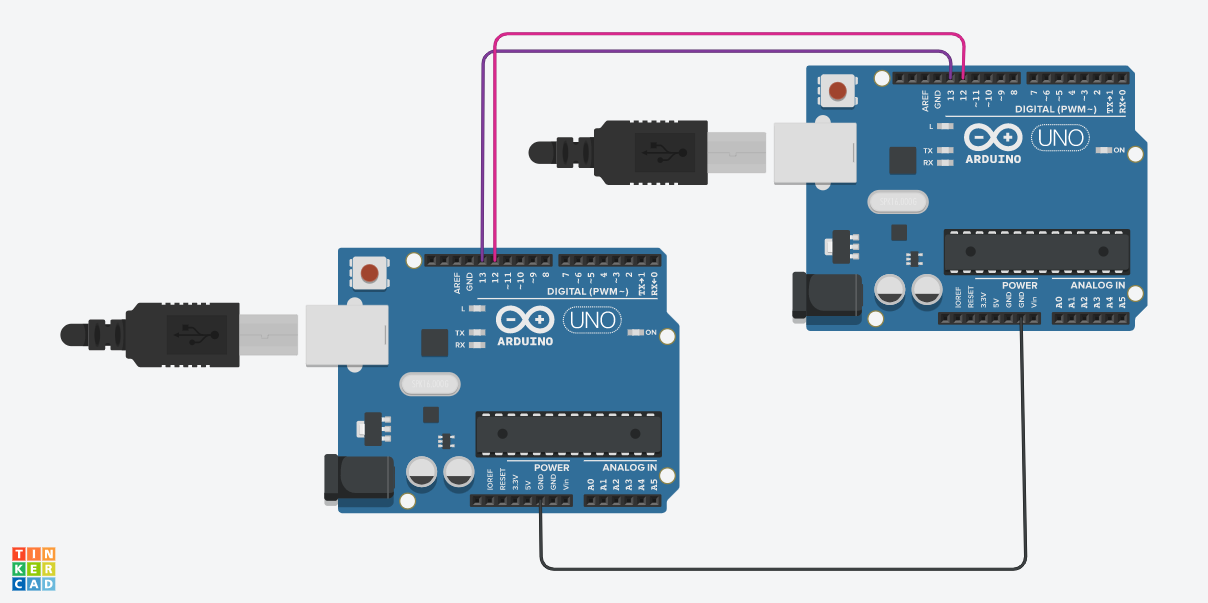 AREF
GND
13
12
~11
~10
~9
8
7
~6
~5
4
~3
2
TX→1
RX←0
DIGITAL (PWM~)
L
TX
RX
UNO
ARDUINO
ON
IOREF
RESET
3.3V
5V
GND
GND
Vin
POWER
ANALOG IN
A0
A1
A2
A3
A4
A5
AREF
GND
13
12
~11
~10
~9
8
7
~6
~5
4
~3
2
TX→1
RX←0
DIGITAL (PWM~)
L
TX
RX
UNO
ARDUINO
ON
POWER
ANALOG IN
IOREF
RESET
3.3V
5V
GND
GND
Vin
A0
A1
A2
A3
A4
A5
TIN
KER
CAD